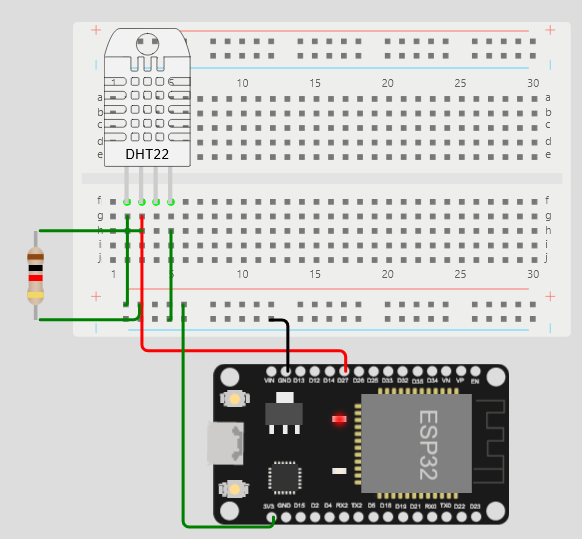 + +
1 5 10 15 20 25 30
a a
b b
c c
d d
e e
DHT22
f f
g g
h h
i i
j j
1 5 10 15 20 25 30
+ +
VIN GND D13 D12 D14 D27 D26 D25 D33 D32 D35 D34 VN VP EN
ESP32
3V3 GND D15 D2 D4 RX2 TX2 D5 D18 D19 D21 RX0 TX0 D22 D23